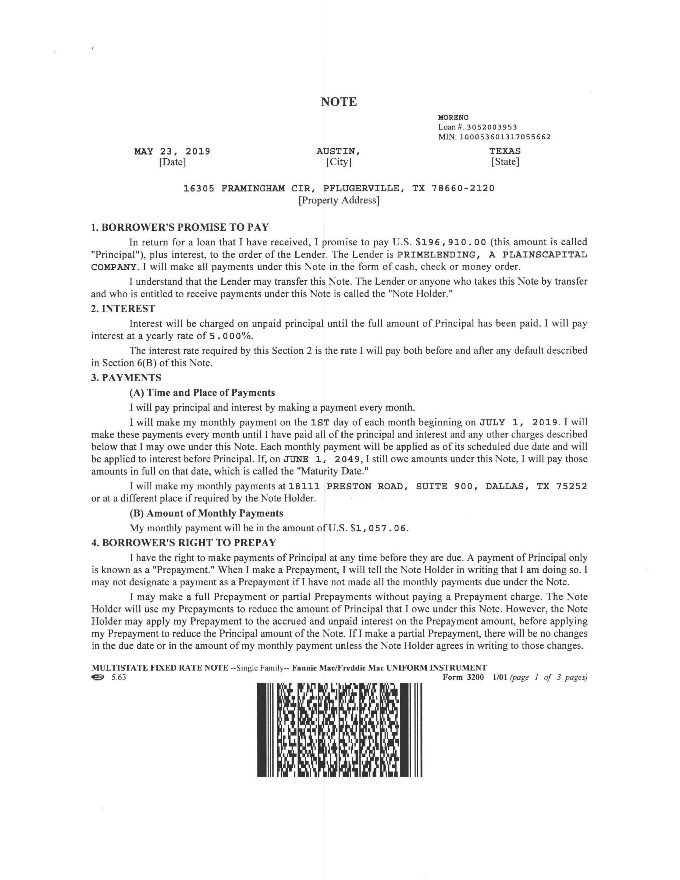 NOTE
MORENO
Loan #: 3052003953
MIN: 100053601317055662
MAY 23, 2019 AUSTIN, TEXAS
[Date] [City] [State]
16305 FRAMINGHAM CIR, PFLUGERVILLE, TX 78660-2120
[Property Address]
1. BORROWER'S PROMISE TO PAY
In return for a loan that I have received, I promise to pay U.S. $196,910.00 (this amount is called
"Principal"), plus interest, to the order of the Lender. The Lender is PRIMELENDING, A PLAINSCAPITAL
COMPANY. I will make all payments under this Note in the form of cash, check or money order.
I understand that the Lender may transfer this Note. The Lender or anyone who takes this Note by transfer
and who is entitled to receive payments under this Note is called the "Note Holder."
2. INTEREST
Interest will be charged on unpaid principal until the full amount of Principal has been paid. I will pay
interest at a yearly rate of 5.000%.
The interest rate required by this Section 2 is the rate I will pay both before and after any default described
in Section 6(B) of this Note.
3. PAYMENTS
(A) Time and Place of Payments
I will pay principal and interest by making a payment every month.
I will make my monthly payment on the 1ST day of each month beginning on JULY 1, 2019. I will
make these payments every month until I have paid all of the principal and interest and any other charges described
below that I may owe under this Note. Each monthly payment will be applied as of its scheduled due date and will
be applied to interest before Principal. If, on JUNE 1, 2049, I still owe amounts under this Note, I will pay those
amounts in full on that date, which is called the "Maturity Date."
I will make my monthly payments at 18111 PRESTON ROAD, SUITE 900, DALLAS, TX 75252
or at a different place if required by the Note Holder.
(B) Amount of Monthly Payments
My monthly payment will be in the amount of U.S. $1,057.06.
4. BORROWER'S RIGHT TO PREPAY
I have the right to make payments of Principal at any time before they are due. A payment of Principal only
is known as a "Prepayment." When I make a Prepayment, I will tell the Note Holder in writing that I am doing so. I
may not designate a payment as a Prepayment if I have not made all the monthly payments due under the Note.
I may make a full Prepayment or partial Prepayments without paying a Prepayment charge. The Note
Holder will use my Prepayments to reduce the amount of Principal that I owe under this Note. However, the Note
Holder may apply my Prepayment to the accrued and unpaid interest on the Prepayment amount, before applying
my Prepayment to reduce the Principal amount of the Note. If I make a partial Prepayment, there will be no changes
in the due date or in the amount of my monthly payment unless the Note Holder agrees in writing to those changes.
MULTISTATE FIXED RATE NOTE --Single Family-- Fannie Mae/Freddie Mac UNIFORM INSTRUMENT
5.63 Form 3200 1/01 (page 1 of 3 pages)